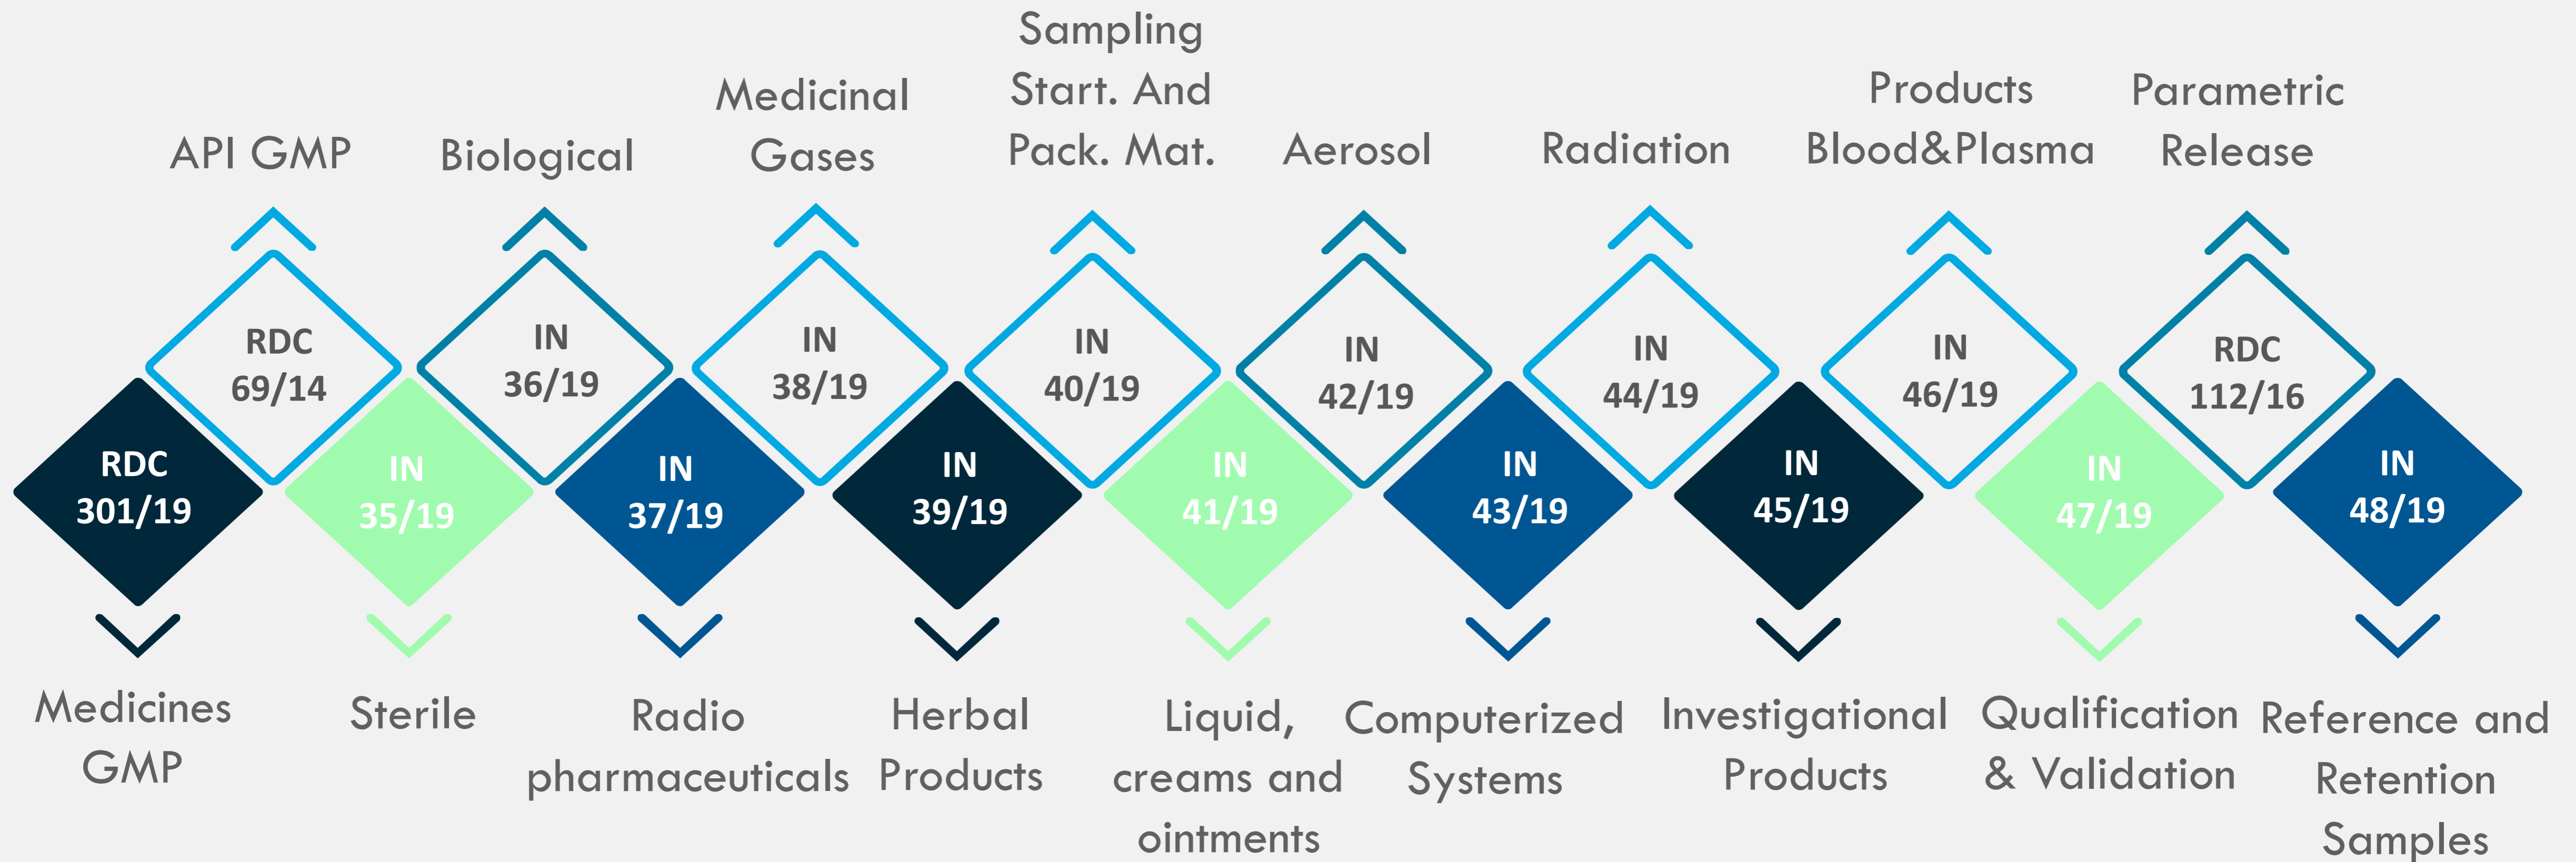 API GMP
Biological
Medicinal
Gases
Sampling
Start. And
Pack. Mat.
Aerosol
Radiation
Products
Blood&Plasma
Parametric
Release
RDC
69/14
IN
36/19
IN
38/19
IN
40/19
IN
42/19
IN
44/19
IN
46/19
RDC
112/16
RDC
301/19
IN
35/19
IN
37/19
IN
39/19
IN
41/19
IN
43/19
IN
45/19
IN
47/19
IN
48/19
Medicines
GMP
Sterile
Radio
pharmaceuticals
Herbal
Products
Liquid,
creams and
ointments
Computerized
Systems
Investigational
Products
Qualification
& Validation
Reference and
Retention
Samples